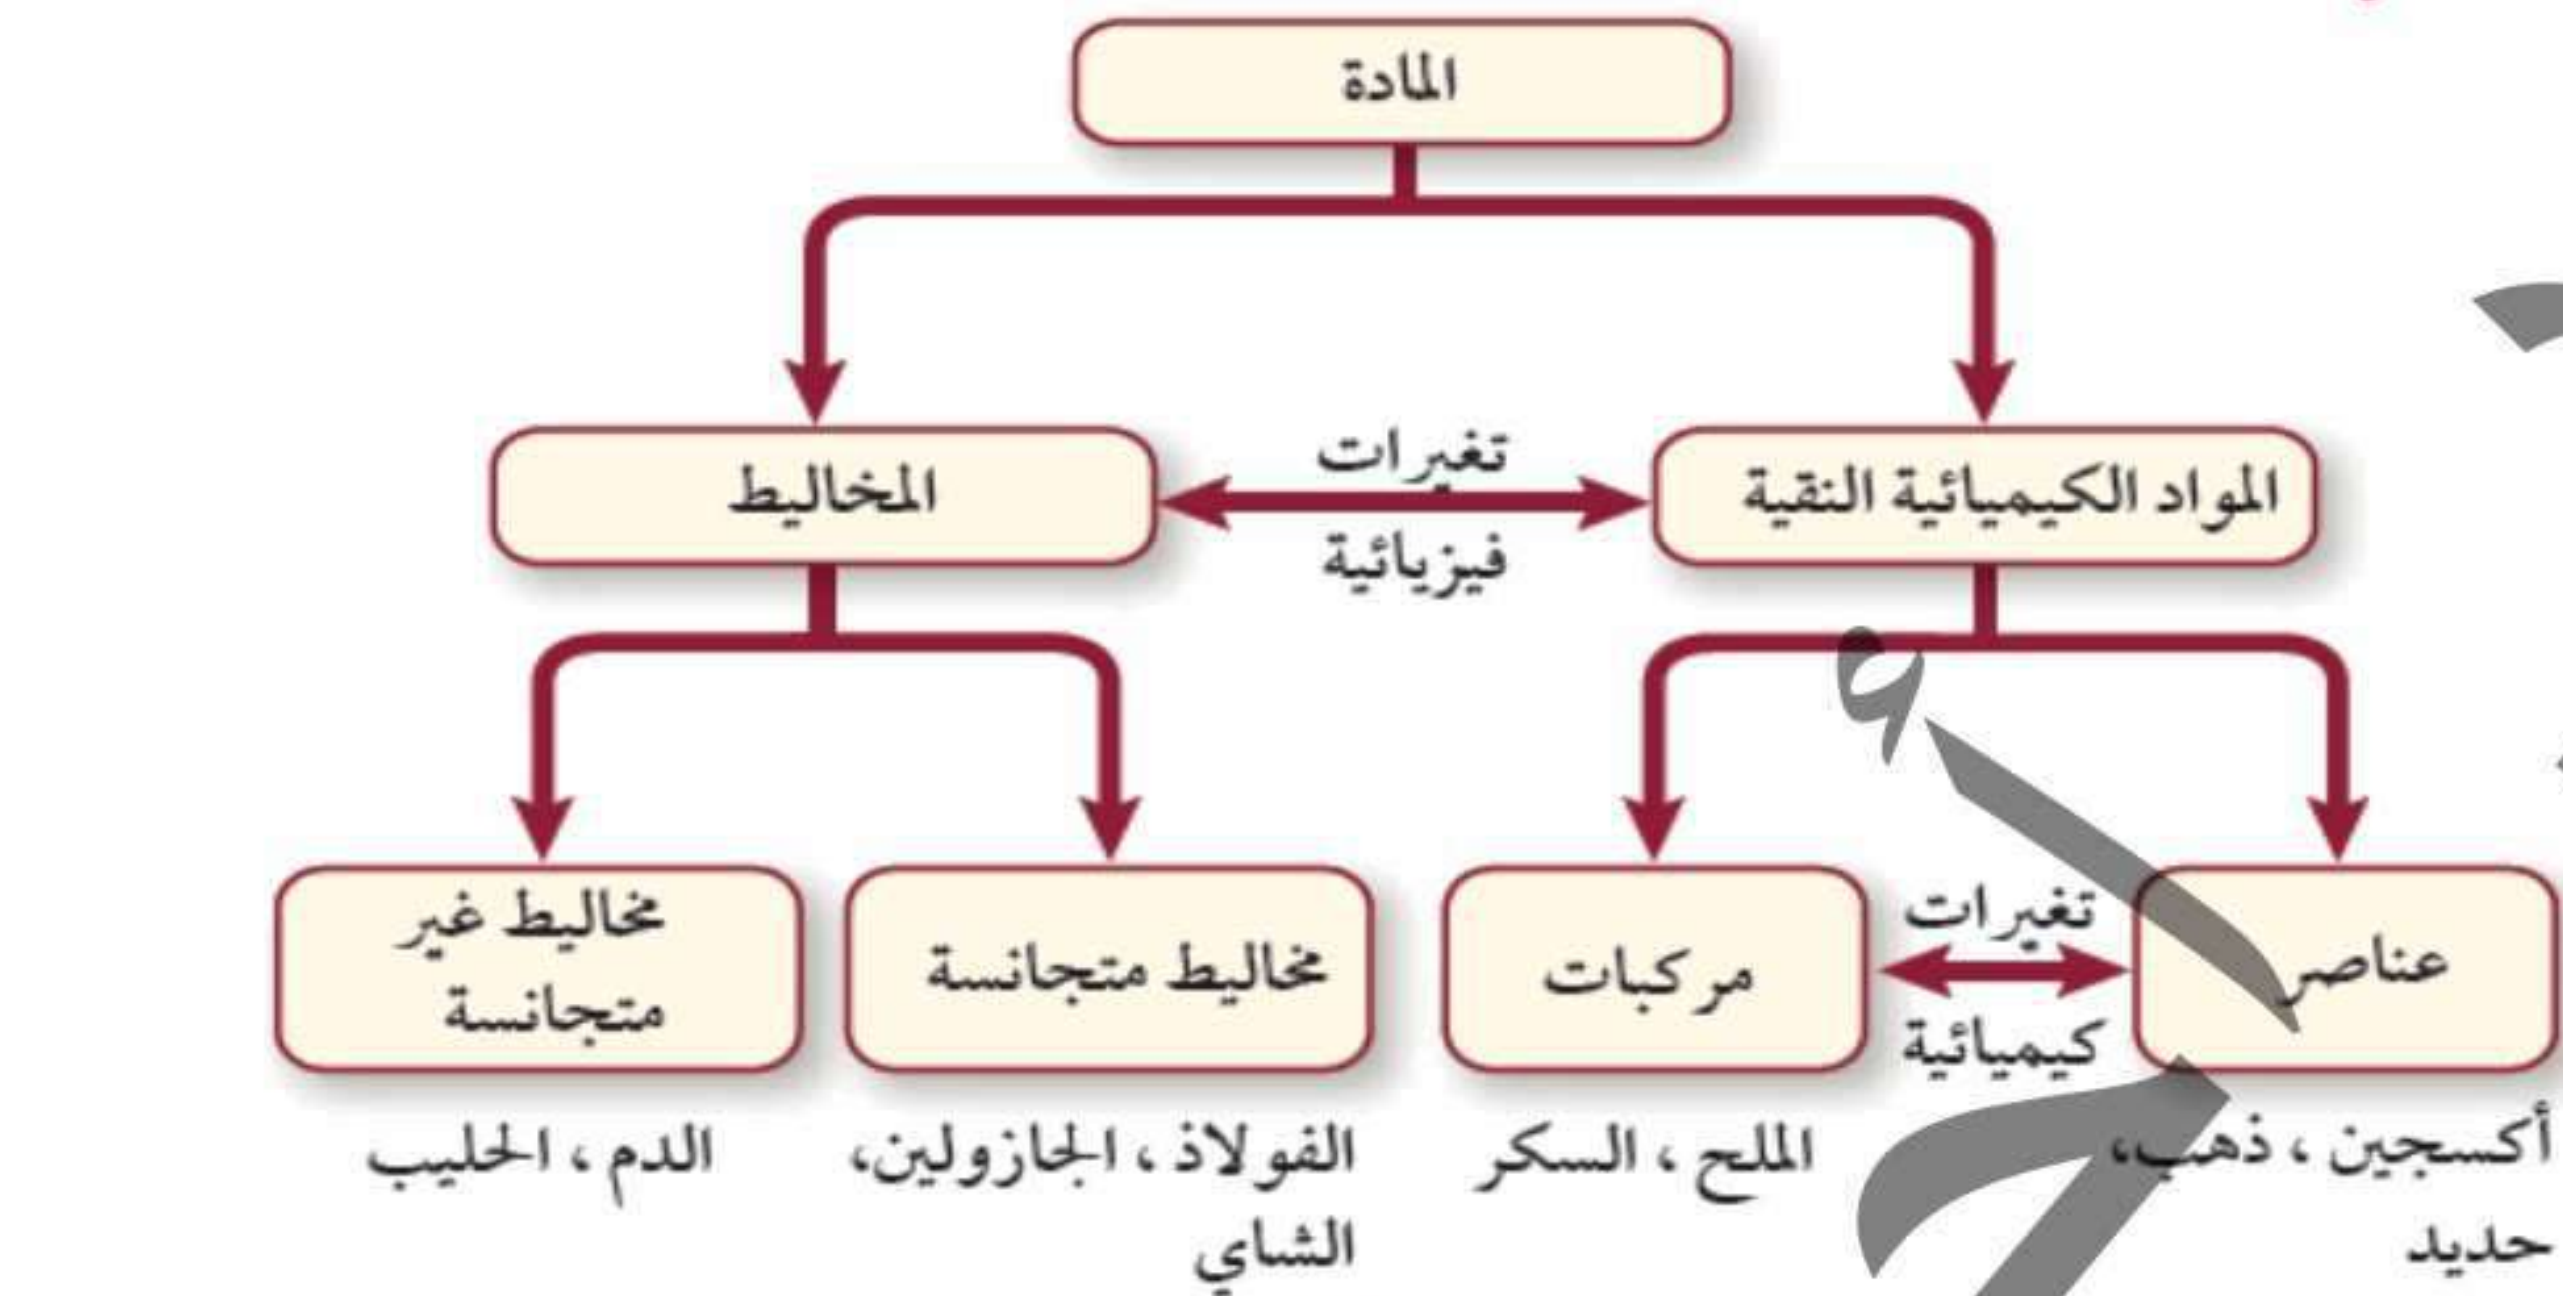 المادة
المواد الكيميائية النقية
تغيرات
فيزيائية
المخاليط
عناصر
تغيرات
كيميائية
مركبات
مخاليط متجانسة
مخاليط غير
متجانسة
أكسجين ، ذهب،
حديد
الملح ، السكر
الفولاذ ، الجازولين،
الشاي
الدم ، الحليب